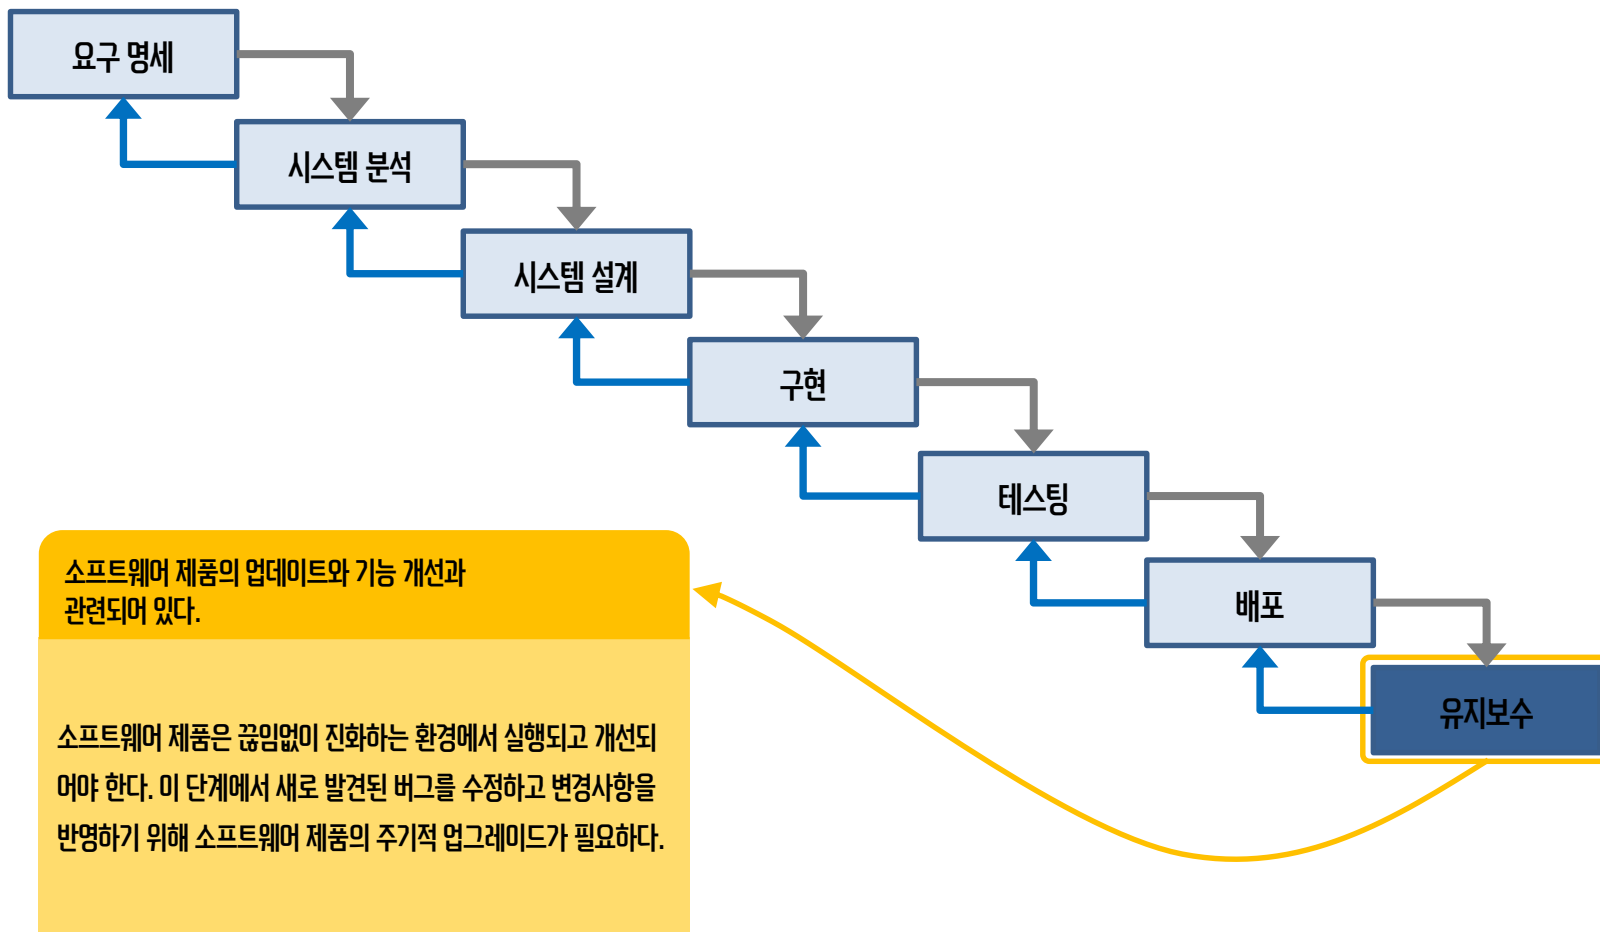 요구 명세
시스템 분석
시스템 설계
구현
테스팅
배포
유지보수
소프트웨어 제품의 업데이트와 기능 개선과
관련되어 있다.
소프트웨어 제품은 끊임없이 진화하는 환경에서 실행되고 개선되
어야 한다. 이 단계에서 새로 발견된 버그를 수정하고 변경사항을
반영하기 위해 소프트웨어 제품의 주기적 업그레이드가 필요하다.